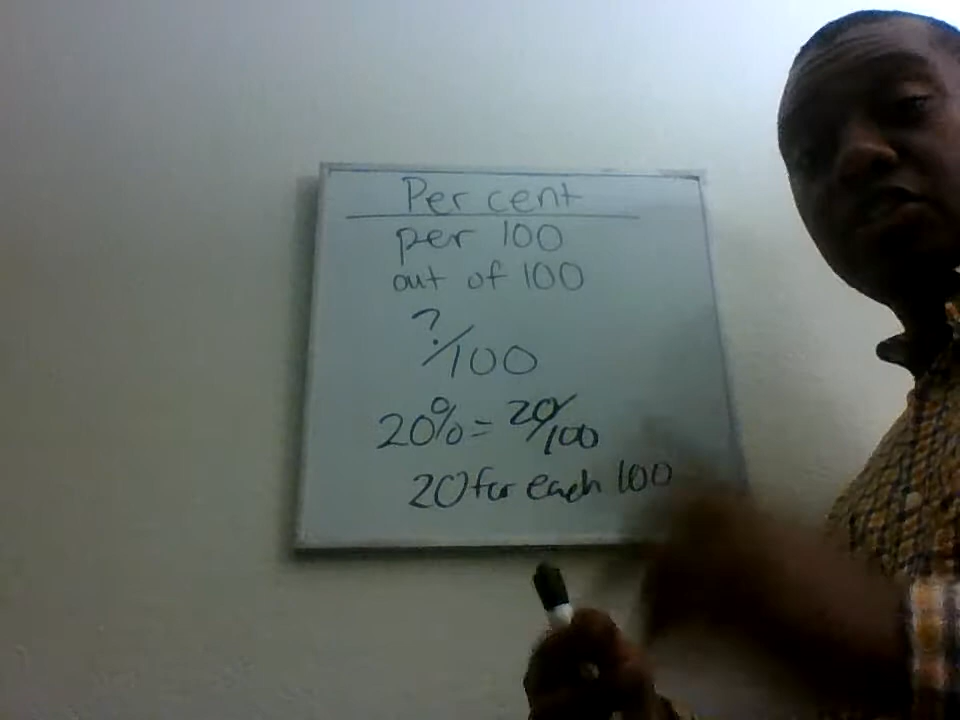 Per cent
per 100
out of 100
?/100
20% = 20/100
20 for each 100